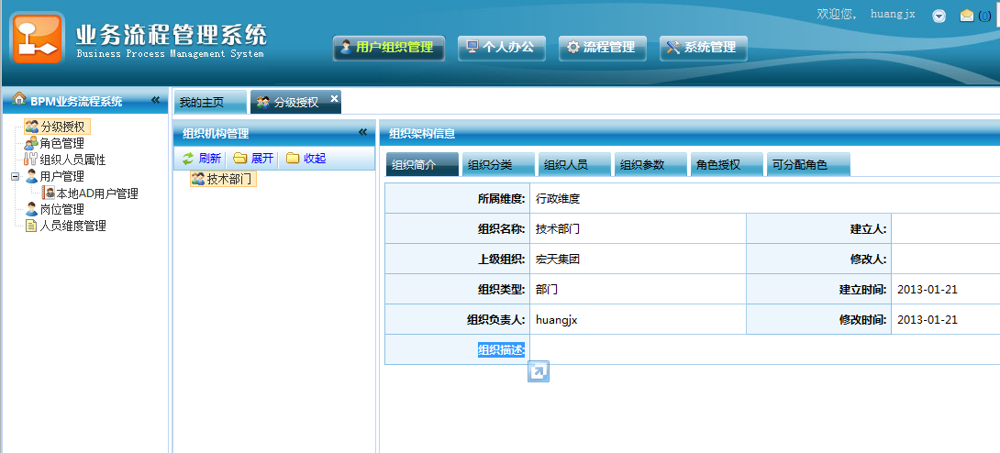 业务流程管理系统
Business Process Management System
欢迎您, huangjx
(0)
用户组织管理 个人办公 流程管理 系统管理
BPM业务流程系统
分级授权
角色管理
组织人员属性
用户管理
本地AD用户管理
岗位管理
人员维度管理
我的主页 分级授权
组织机构管理
刷新 展开 收起
技术部门
组织架构信息
组织简介 组织分类 组织人员 组织参数 角色授权 可分配角色
所属维度: 行政维度
组织名称: 技术部门 建立人:
上级组织: 宏天集团 修改人:
组织类型: 部门 建立时间: 2013-01-21
组织负责人: huangjx 修改时间: 2013-01-21
组织描述: